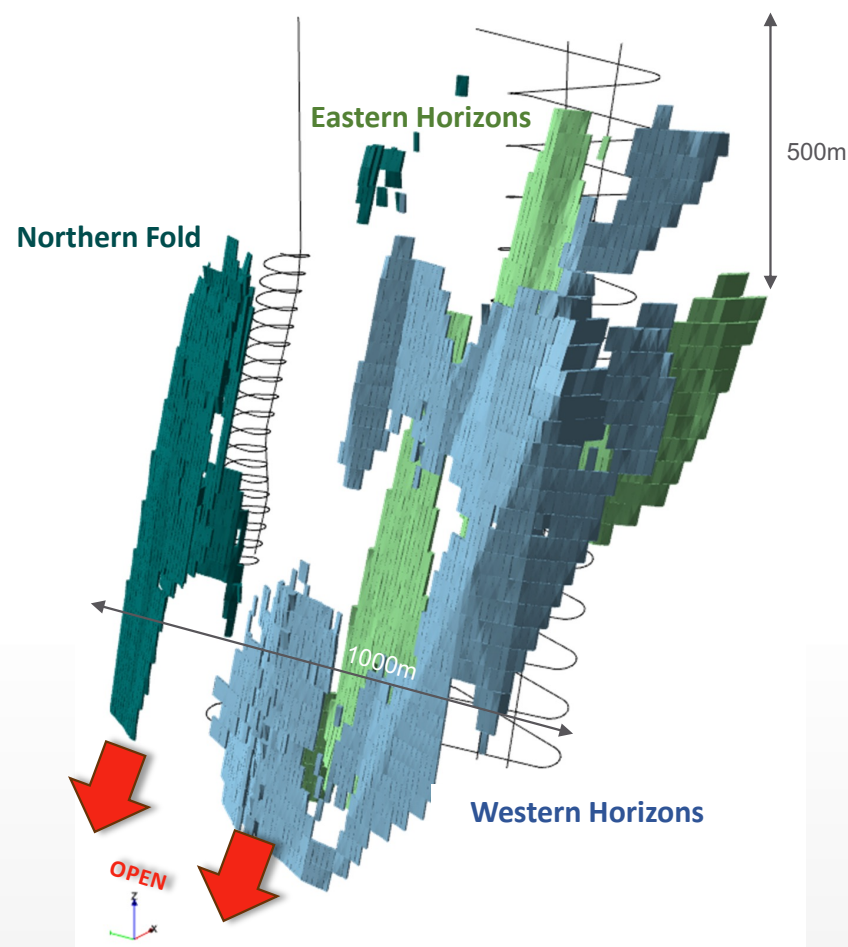 Eastern Horizons
500m
Northern Fold
1000m
Western Horizons
OPEN
Z
X